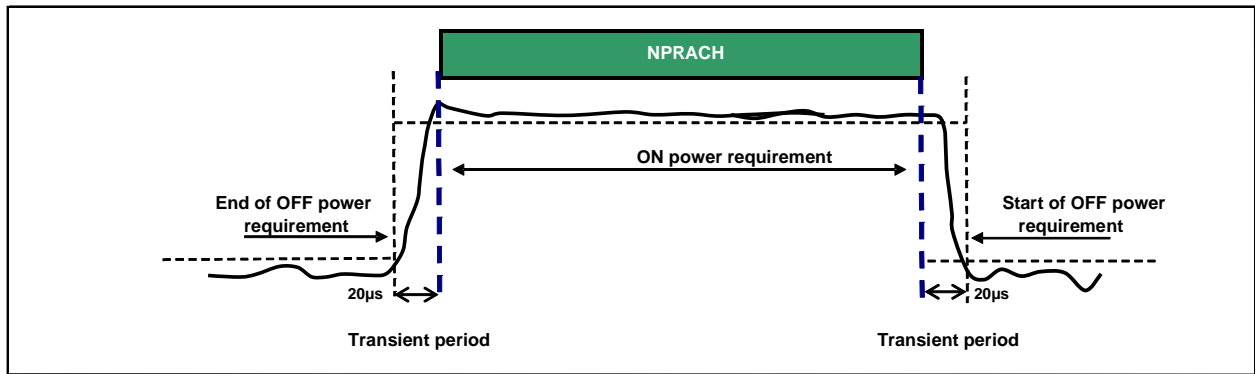 NPRACH
ON power requirement
End of OFF power
requirement
Start of OFF power
requirement
20µs
20µs
Transient period
Transient period